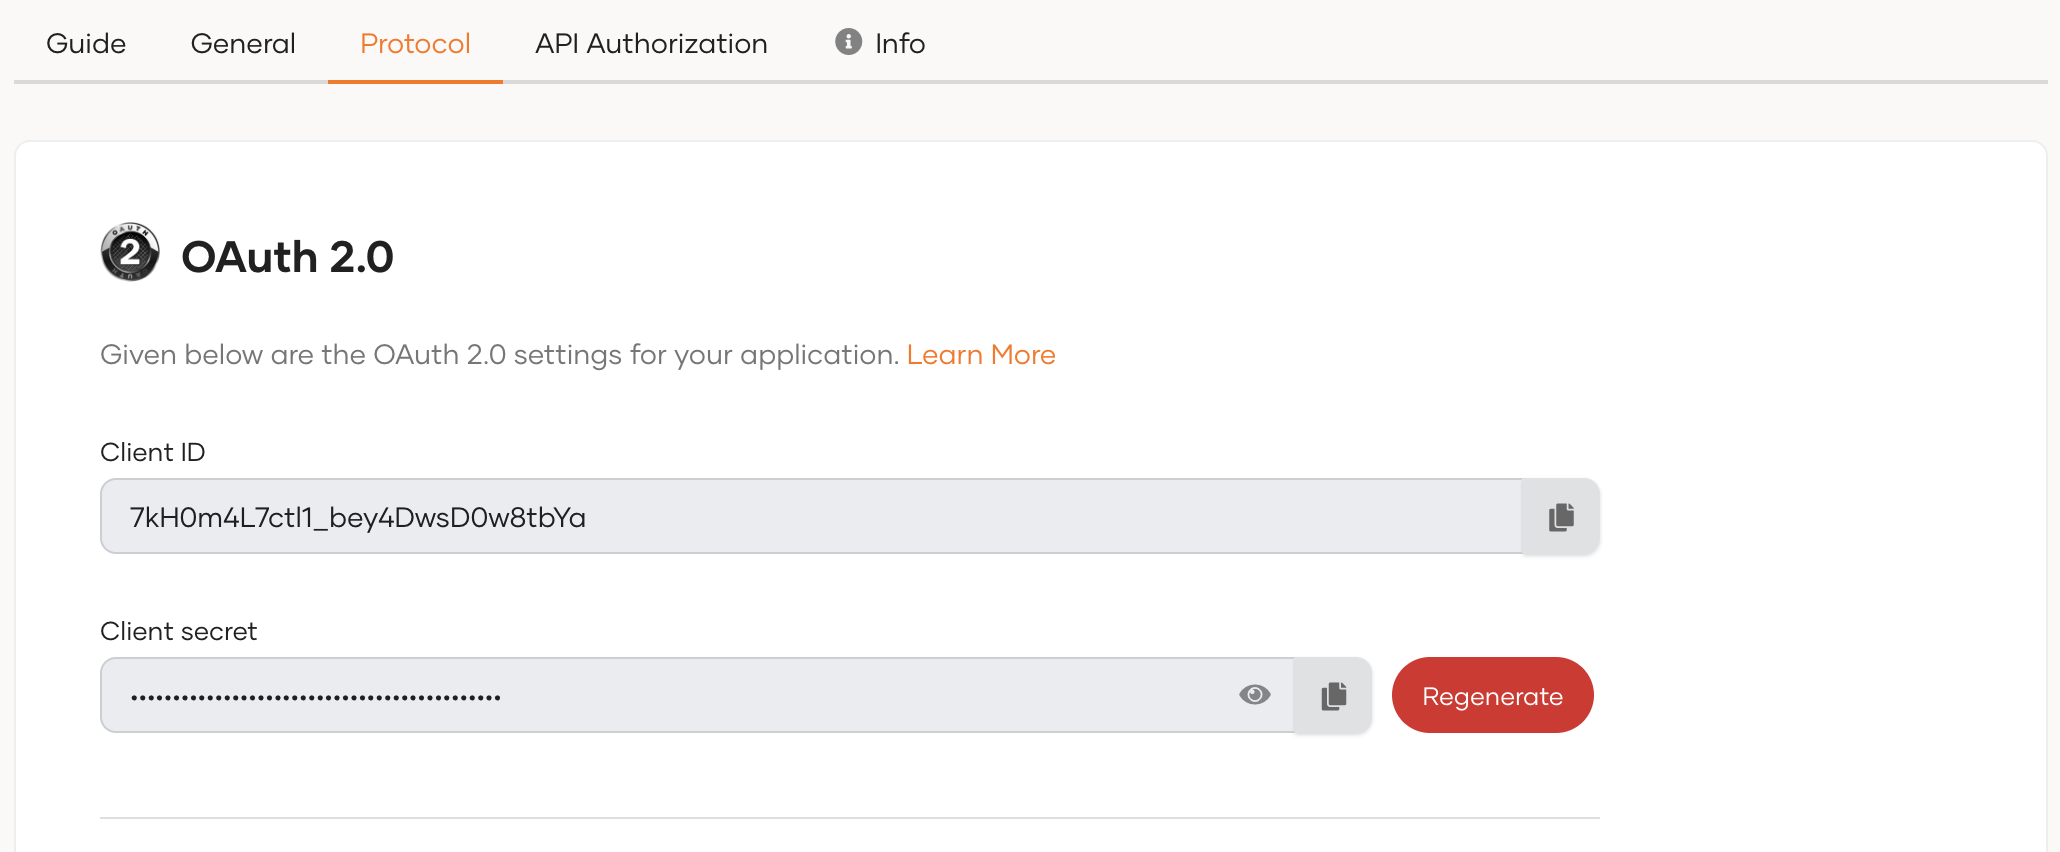 Guide General Protocol API Authorization Info
OAuth 2.0
Given below are the OAuth 2.0 settings for your application. Learn More
Client ID
7kH0m4L7ctl1_bey4DwsD0w8tbYa
Client secret
••••••••••••••••••••••••••••••••••••••••••••
Regenerate